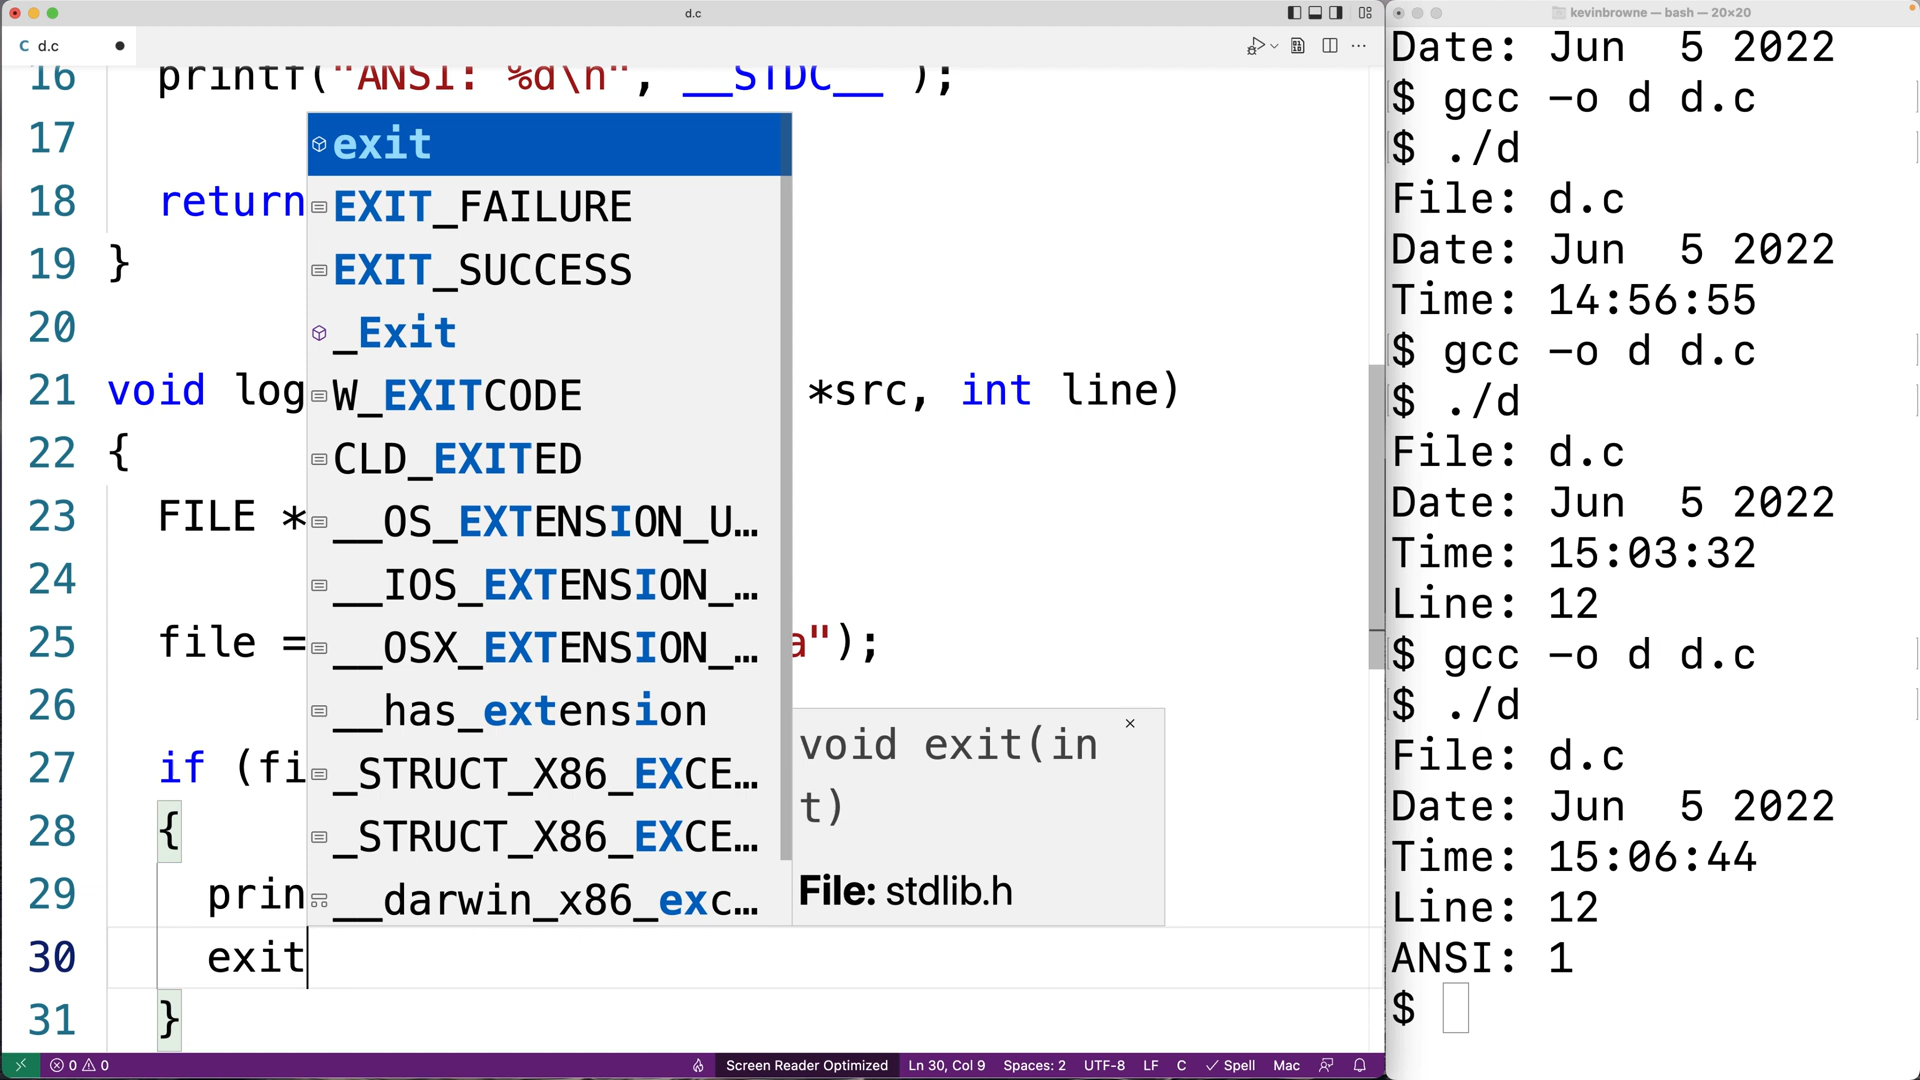 d.c
C d.c
16 printf("ANSI: %d\n", __STDC__ );
17
18 return
19 }
20
21 void log *src, int line)
22 {
23 FILE *
24
25 file = a");
26
27 if (fi
28 {
29 prin
30 exit
31 }
exit
EXIT_FAILURE
EXIT_SUCCESS
_Exit
W_EXITCODE
CLD_EXITED
__OS_EXTENSION_U…
__IOS_EXTENSION_…
__OSX_EXTENSION_…
__has_extension
_STRUCT_X86_EXCE…
_STRUCT_X86_EXCE…
__darwin_x86_exc…
void exit(in
t)
File: stdlib.h
0 0 Screen Reader Optimized Ln 30, Col 9 Spaces: 2 UTF-8 LF C Spell Mac
kevinbrowne — bash — 20×20
Date: Jun  5 2022
$ gcc -o d d.c
$ ./d
File: d.c
Date: Jun  5 2022
Time: 14:56:55
$ gcc -o d d.c
$ ./d
File: d.c
Date: Jun  5 2022
Time: 15:03:32
Line: 12
$ gcc -o d d.c
$ ./d
File: d.c
Date: Jun  5 2022
Time: 15:06:44
Line: 12
ANSI: 1
$